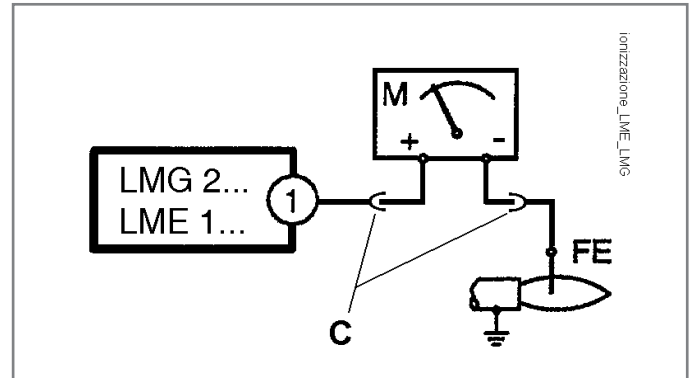 ionizzazione_LME_LMG
M
+ -
LMG 2...
LME 1...
1
FE
C